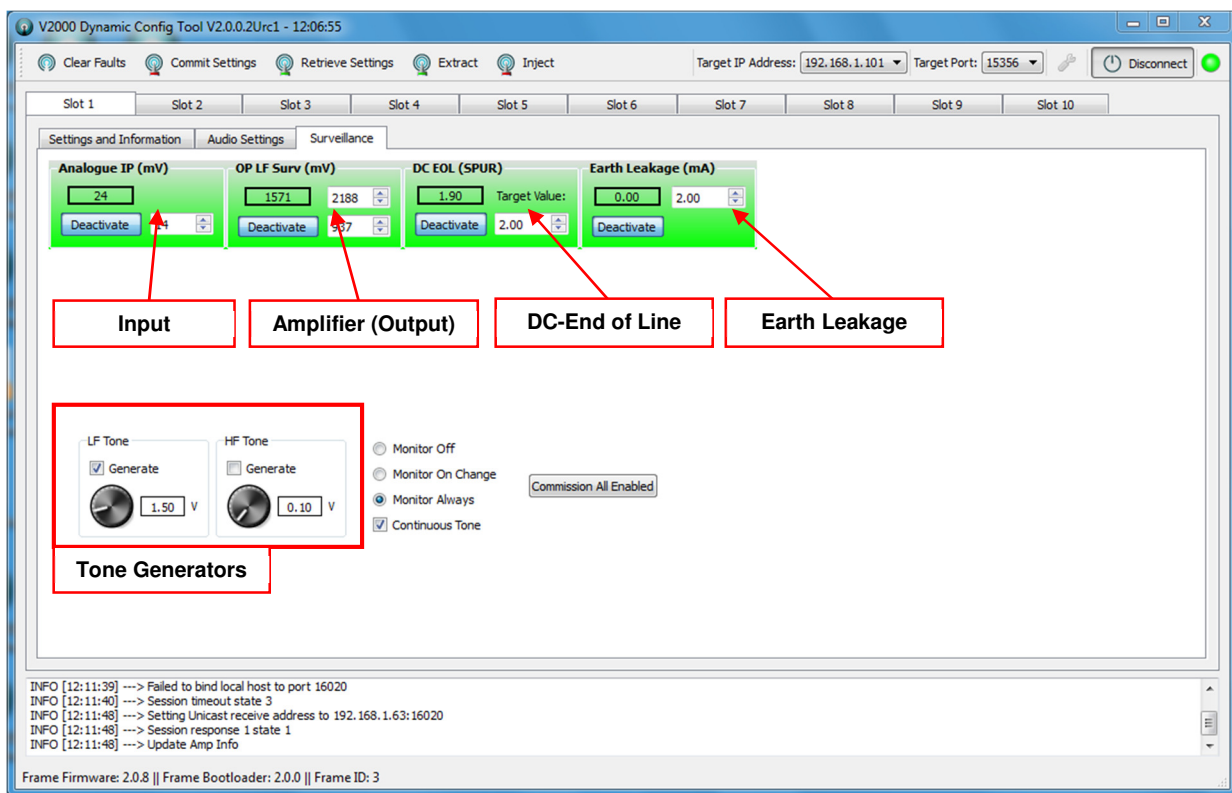 V2000 Dynamic Config Tool V2.0.0.2Urc1 - 12:06:55
Clear Faults Commit Settings Retrieve Settings Extract Inject Target IP Address: 192.168.1.101 Target Port: 15356 Disconnect
Slot 1 Slot 2 Slot 3 Slot 4 Slot 5 Slot 6 Slot 7 Slot 8 Slot 9 Slot 10
Settings and Information Audio Settings Surveillance
Analogue IP (mV) OP LF Surv (mV) DC EOL (SPUR) Earth Leakage (mA)
24 1571 2188 1.90 Target Value: 0.00 2.00
Deactivate 14 Deactivate 937 Deactivate 2.00 Deactivate
Input Amplifier (Output) DC-End of Line Earth Leakage
LF Tone HF Tone
Monitor Off
Generate Generate
Monitor On Change
Commission All Enabled
1.50 V 0.10 V
Monitor Always
Continuous Tone
Tone Generators
INFO [12:11:39] ---> Failed to bind local host to port 16020
INFO [12:11:40] ---> Session timeout state 3
INFO [12:11:48] ---> Setting Unicast receive address to 192.168.1.63:16020
INFO [12:11:48] ---> Session response 1 state 1
INFO [12:11:48] ---> Update Amp Info
Frame Firmware: 2.0.8 || Frame Bootloader: 2.0.0 || Frame ID: 3